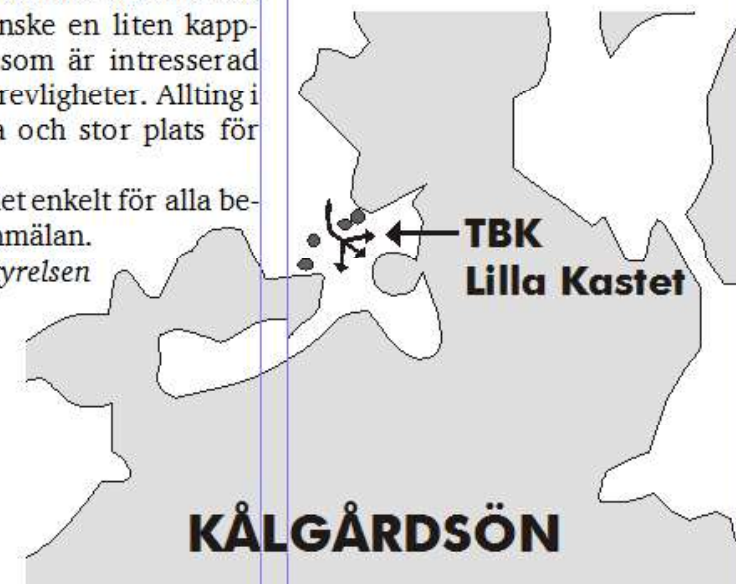 nske en liten kapp-
som är intresserad
revligheter. Allting i
a och stor plats för
et enkelt för alla be-
mälan.
yrelsen
TBK
Lilla Kastet
KÅLGÅRDSÖN